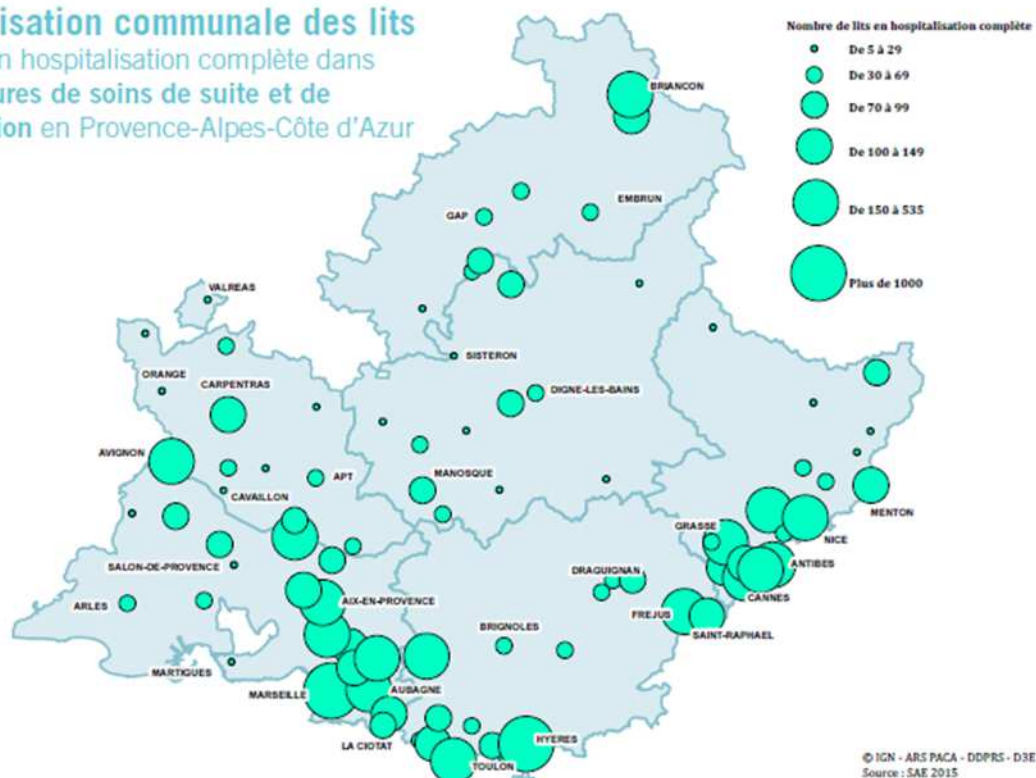 isation communale des lits
n hospitalisation complète dans
ures de soins de suite et de
ion en Provence-Alpes-Côte d'Azur
Nombre de lits en hospitalisation complète
De 5 à 29
De 30 à 69
De 70 à 99
De 100 à 149
De 150 à 535
Plus de 1000
BRIANCON
EMBRUN
GAP
VALREAS
SISTERON
ORANGE
CARPENTRAS
DIGNE-LES-BAINS
AVIGNON
MANOSQUE
APT
CAVAILLON
MENTON
GRASSE
NICE
SALON-DE-PROVENCE
ANTIBES
DRAGUIGNAN
CANNES
ARLES
AIX-EN-PROVENCE
FREJUS
BRIGNOLES
SAINT-RAPHAEL
MARTIGUES
MARSEILLE
AUBAGNE
LA CIOTAT
HYERES
TOULON
© IGN - ARS PACA - DDPRS - D3E
Source : SAE 2015